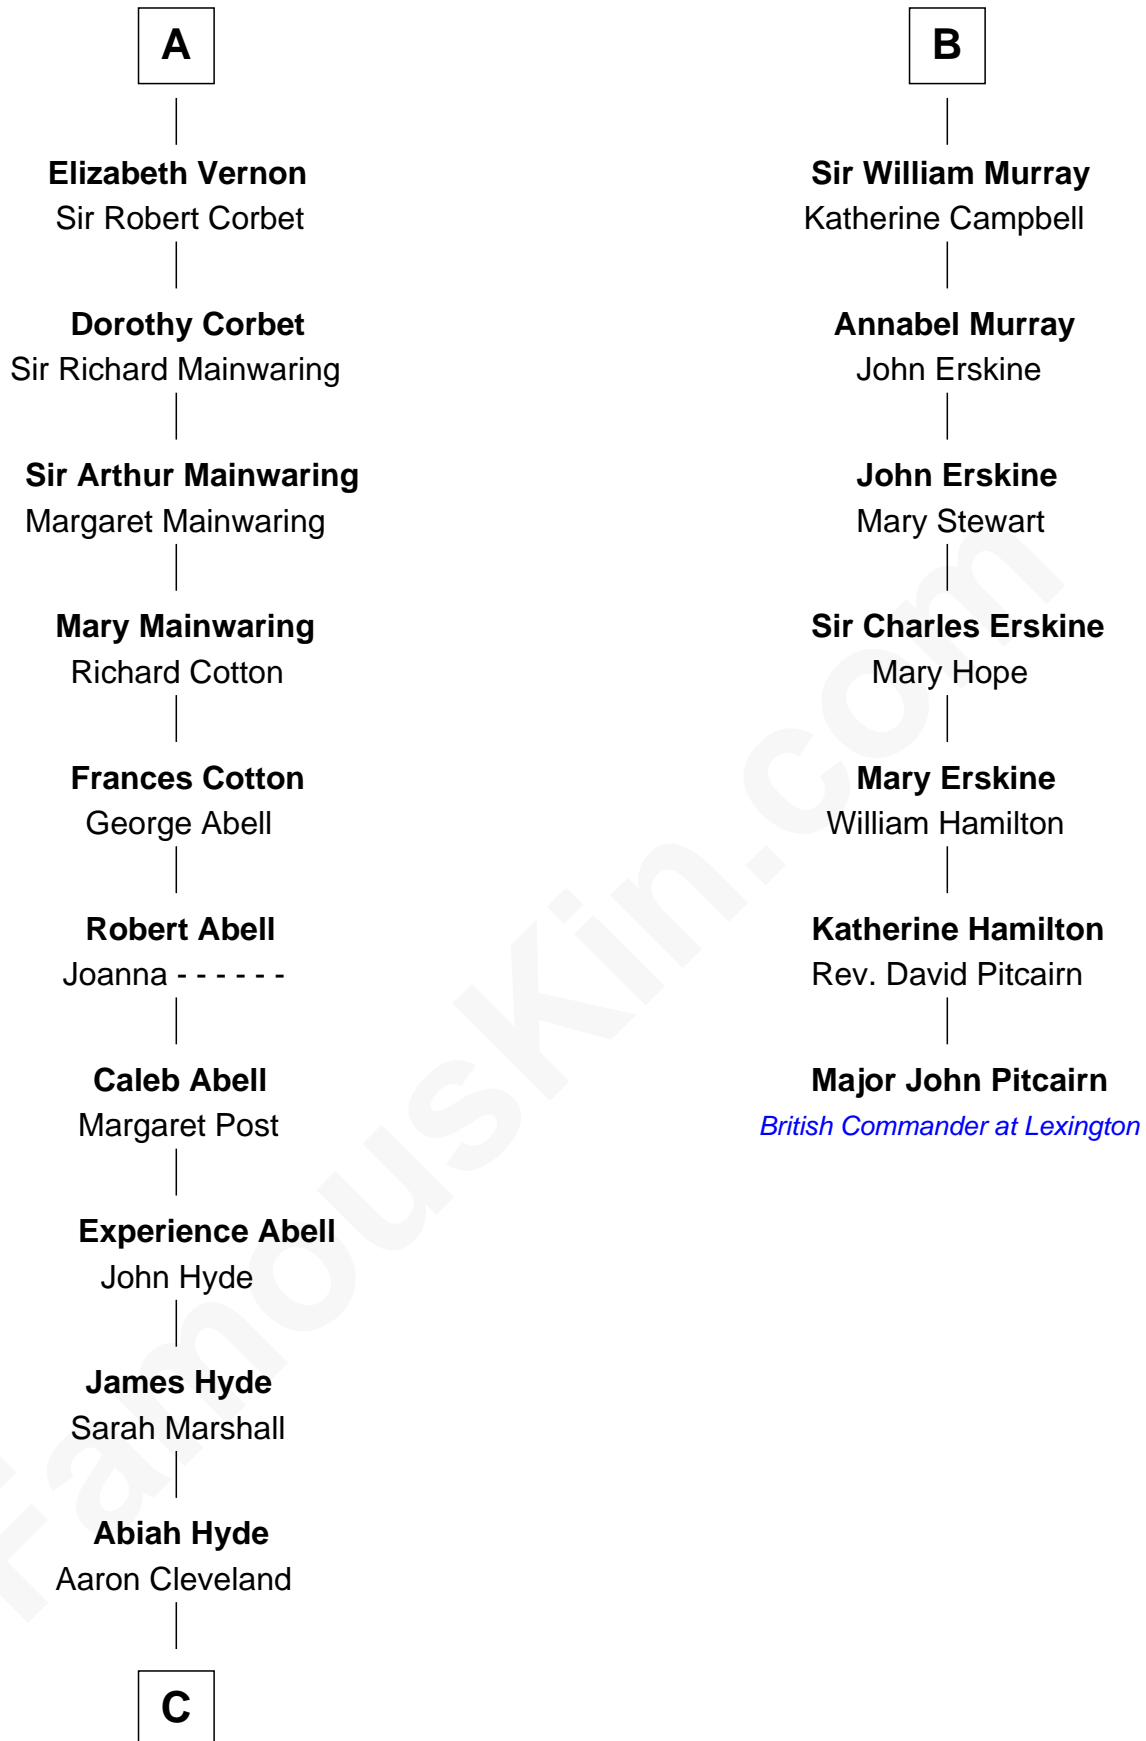 A
Elizabeth Vernon
Sir Robert Corbet
Dorothy Corbet
Sir Richard Mainwaring
Sir Arthur Mainwaring
Margaret Mainwaring
Mary Mainwaring
Richard Cotton
Frances Cotton
George Abell
Robert Abell
Joanna - - - - - -
Caleb Abell
Margaret Post
Experience Abell
John Hyde
James Hyde
Sarah Marshall
Abiah Hyde
Aaron Cleveland
C
B
Sir William Murray
Katherine Campbell
Annabel Murray
John Erskine
John Erskine
Mary Stewart
Sir Charles Erskine
Mary Hope
Mary Erskine
William Hamilton
Katherine Hamilton
Rev. David Pitcairn
Major John Pitcairn
British Commander at Lexington
FamousKin.com